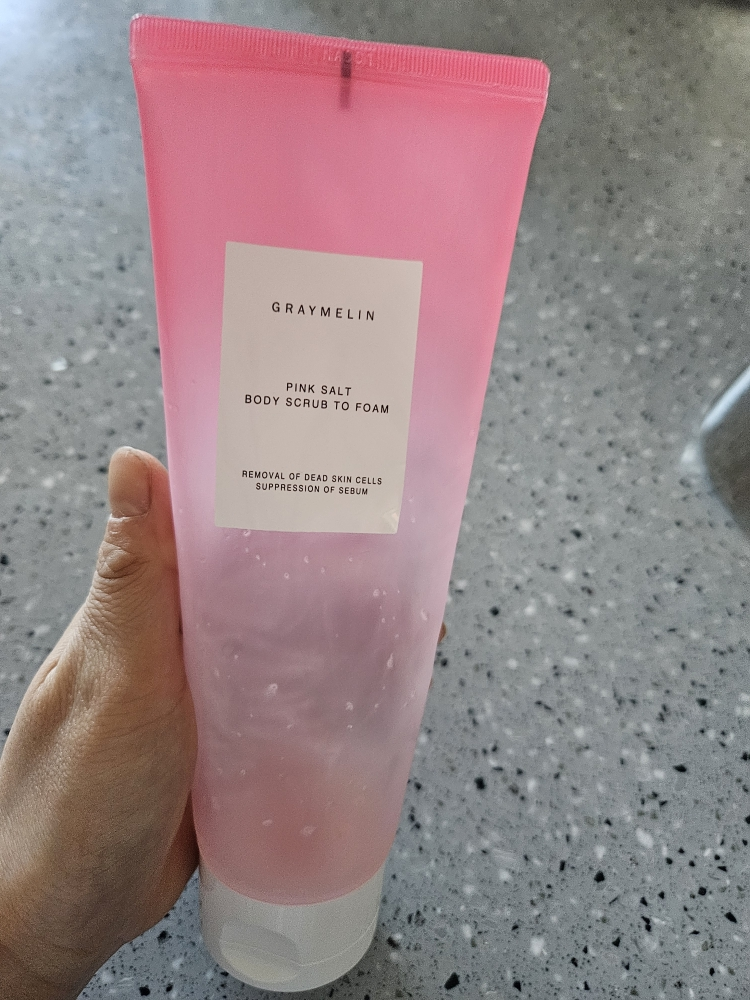 GRAYMELIN
PINK SALT
BODY SCRUB TO FOAM
REMOVAL OF DEAD SKIN CELLS
SUPPRESSION OF SEBUM